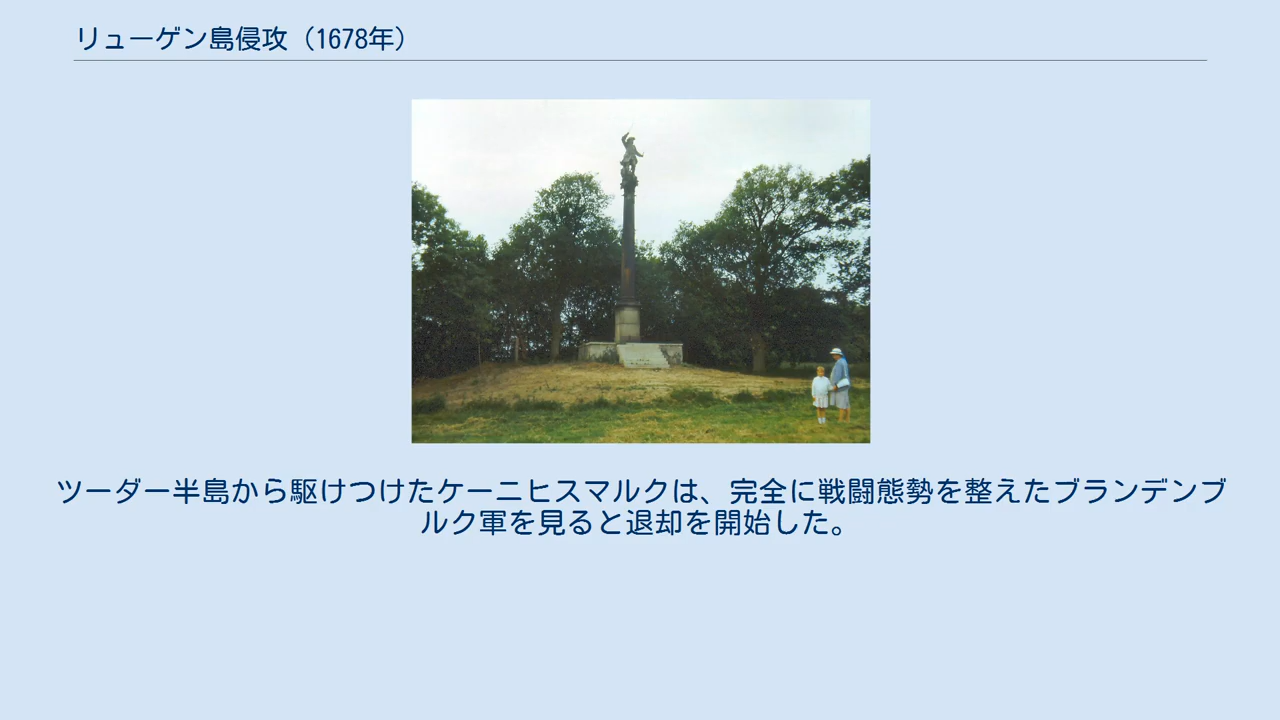 リューゲン島侵攻（1678年）
ツーダー半島から駆けつけたケーニヒスマルクは、完全に戦闘態勢を整えたブランデンブ
ルク軍を見ると退却を開始した。